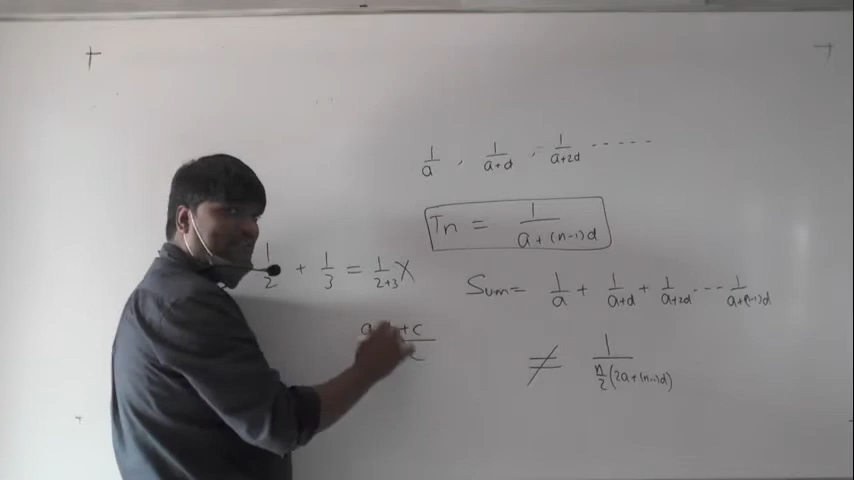 1/a , 1/(a+d) , 1/(a+2d) ......
Tn = 1/(a+(n-1)d)
1/2 + 1/3 = 1/(2+3) X
Sum = 1/a + 1/(a+d) + 1/(a+2d) ... 1/(a+(n-1)d)
a +c
≠ 1/(n/2(2a+(n-1)d)